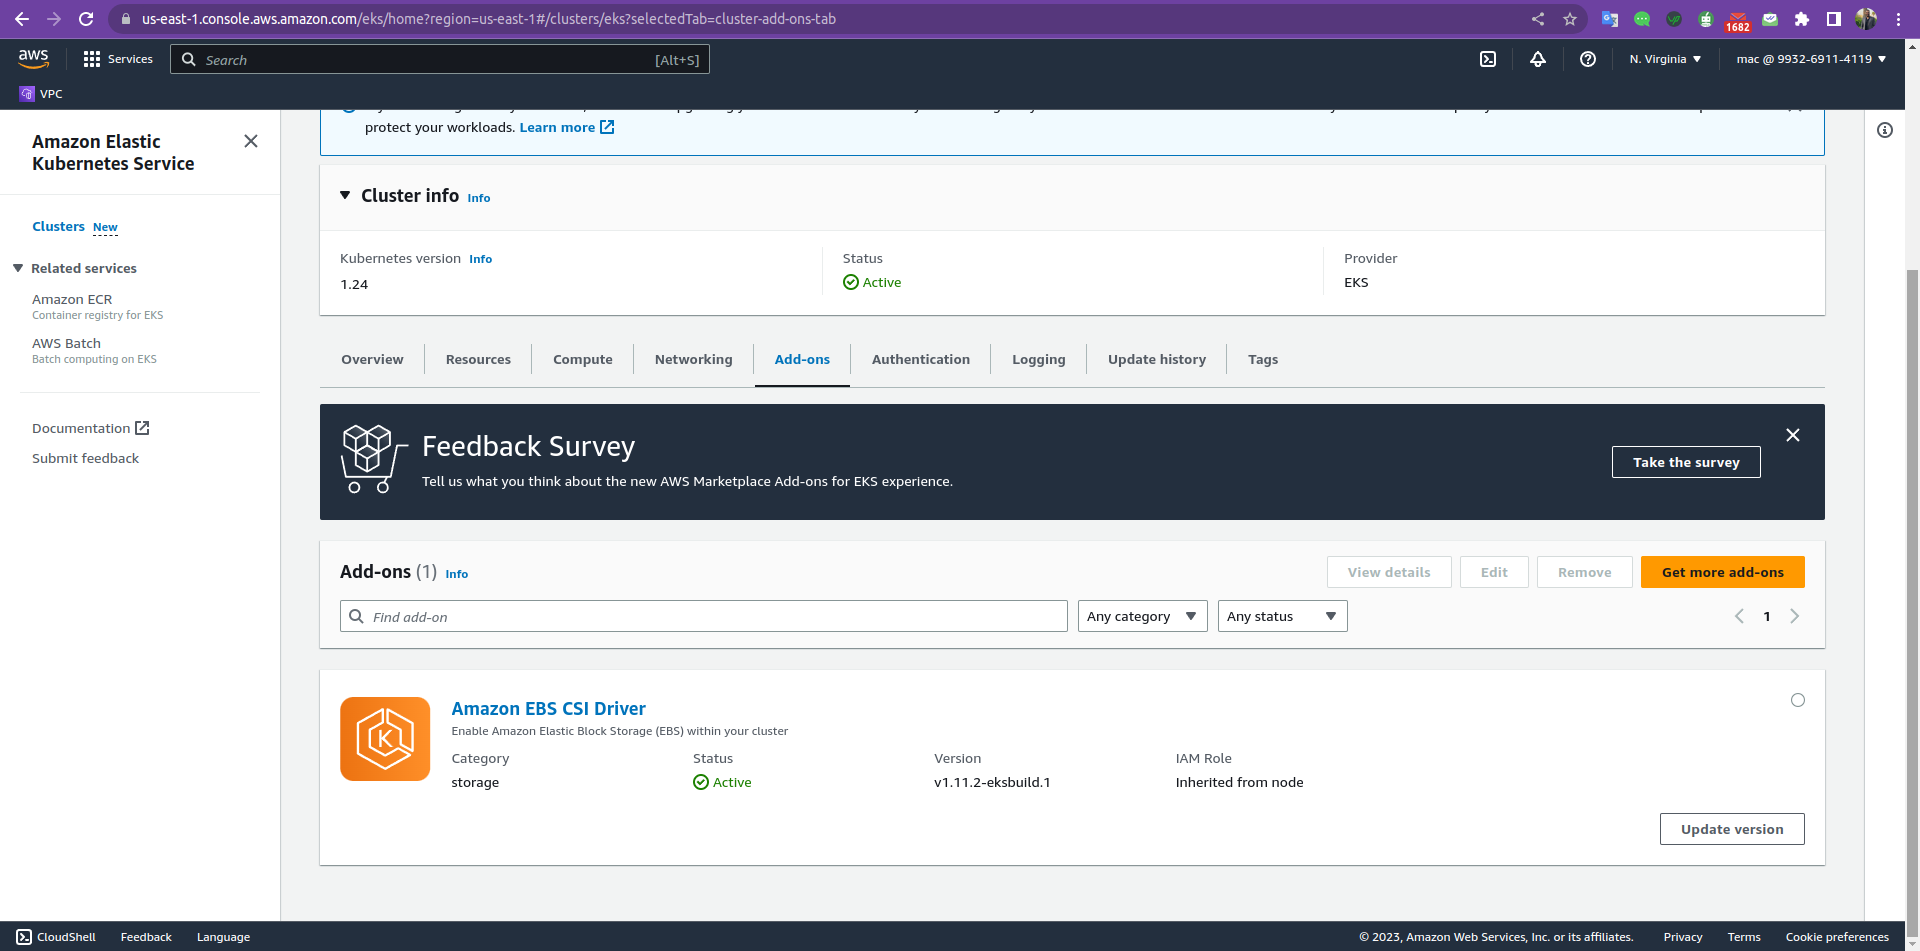 us-east-1.console.aws.amazon.com/eks/home?region=us-east-1#/clusters/eks?selectedTab=cluster-add-ons-tab
1682
aws
Services
Search
[Alt+S]
N. Virginia
mac @ 9932-6911-4119
VPC
Amazon Elastic
Kubernetes Service
Clusters New
Related services
Amazon ECR
Container registry for EKS
AWS Batch
Batch computing on EKS
Documentation
Submit feedback
protect your workloads. Learn more
Cluster info Info
Kubernetes version Info
1.24
Status
Active
Provider
EKS
Overview
Resources
Compute
Networking
Add-ons
Authentication
Logging
Update history
Tags
Feedback Survey
Tell us what you think about the new AWS Marketplace Add-ons for EKS experience.
Take the survey
Add-ons (1) Info
View details
Edit
Remove
Get more add-ons
Find add-on
Any category
Any status
1
K
Amazon EBS CSI Driver
Enable Amazon Elastic Block Storage (EBS) within your cluster
Category
storage
Status
Active
Version
v1.11.2-eksbuild.1
IAM Role
Inherited from node
Update version
CloudShell
Feedback
Language
© 2023, Amazon Web Services, Inc. or its affiliates.
Privacy
Terms
Cookie preferences